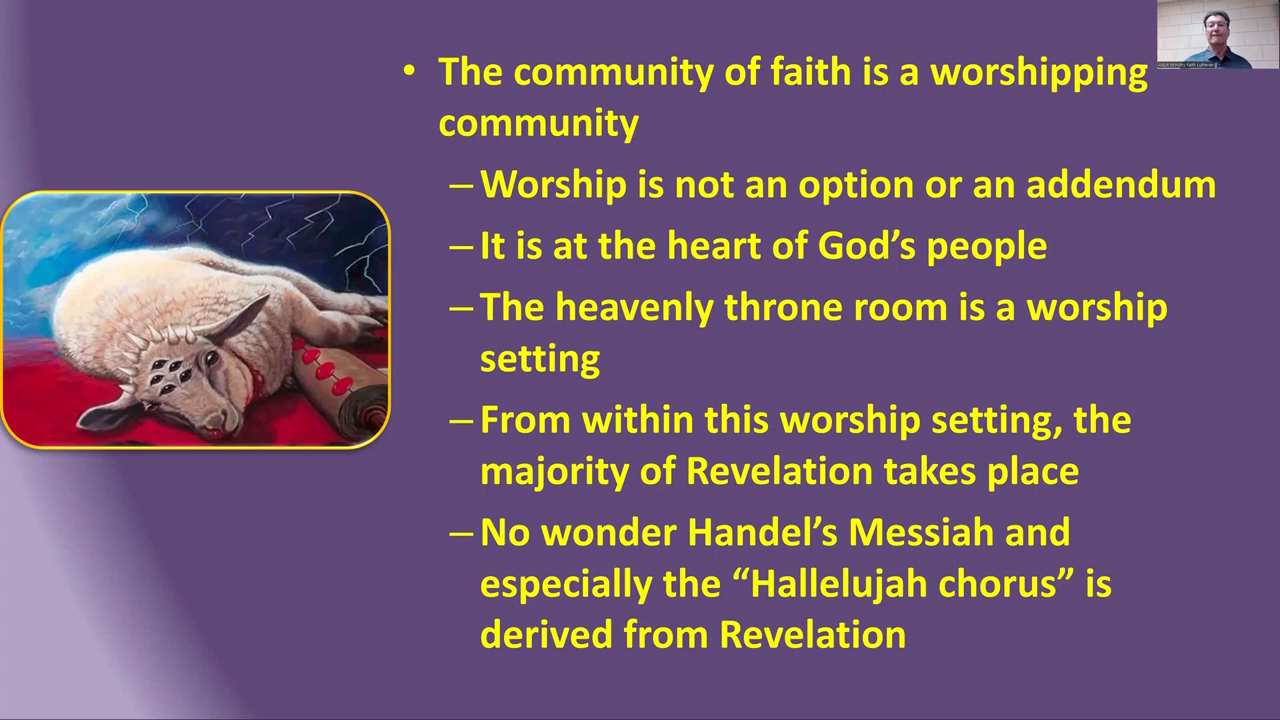 • The community of faith is a worshipping
community
– Worship is not an option or an addendum
– It is at the heart of God’s people
– The heavenly throne room is a worship
setting
– From within this worship setting, the
majority of Revelation takes place
– No wonder Handel’s Messiah and
especially the “Hallelujah chorus” is
derived from Revelation